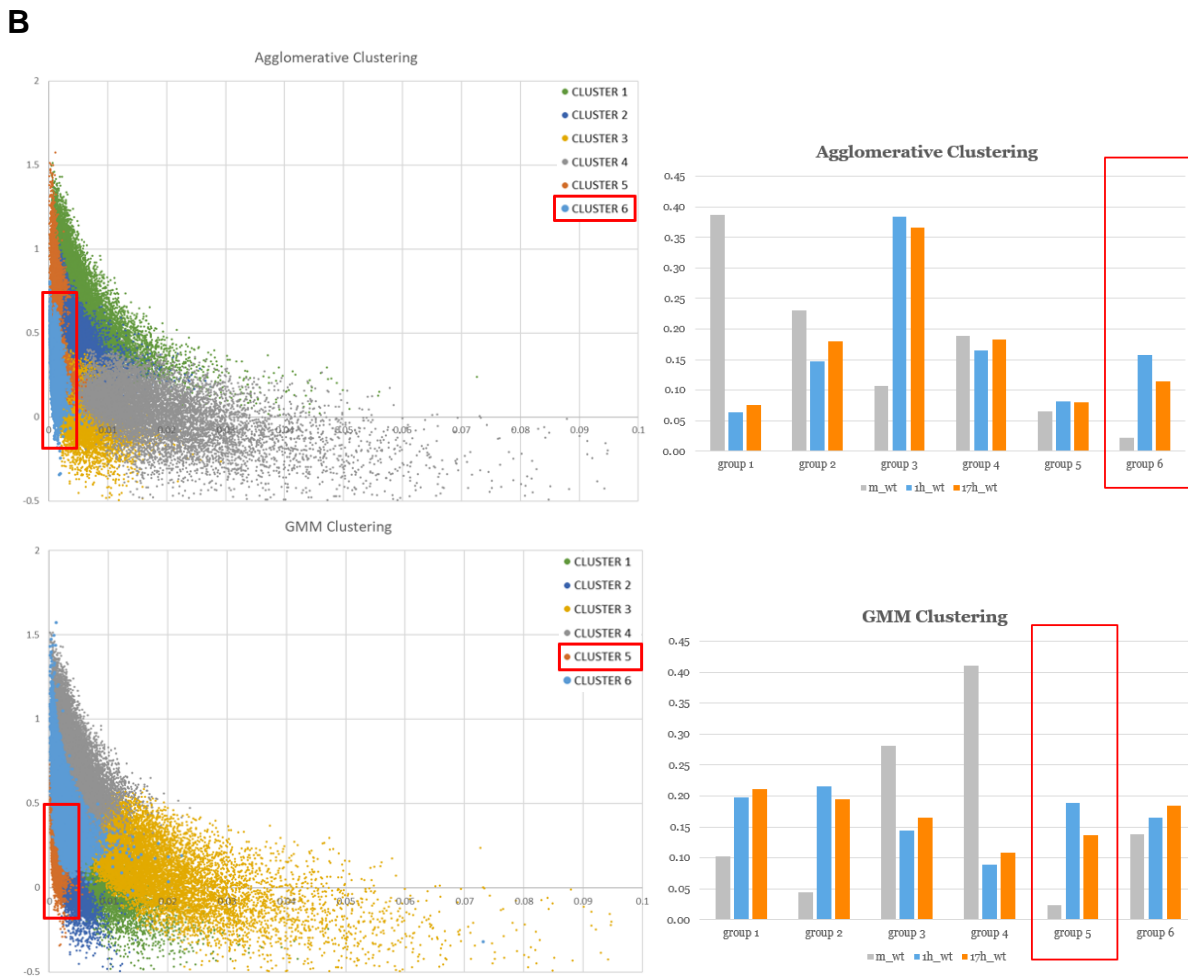 B
Agglomerative Clustering
2
1.5
1
0.5
0
-0.5
0
0.01
0.02
0.03
0.04
0.05
0.06
0.07
0.08
0.09
0.1
CLUSTER 1
CLUSTER 2
CLUSTER 3
CLUSTER 4
CLUSTER 5
CLUSTER 6
Agglomerative Clustering
0.45
0.40
0.35
0.30
0.25
0.20
0.15
0.10
0.05
0.00
group 1 group 2 group 3 group 4 group 5 group 6
m_wt 1h_wt 17h_wt
GMM Clustering
2
1.5
1
0.5
0
-0.5
0
0.01
0.02
0.03
0.04
0.05
0.06
0.07
0.08
0.09
0.1
CLUSTER 1
CLUSTER 2
CLUSTER 3
CLUSTER 4
CLUSTER 5
CLUSTER 6
GMM Clustering
0.45
0.40
0.35
0.30
0.25
0.20
0.15
0.10
0.05
0.00
group 1 group 2 group 3 group 4 group 5 group 6
m_wt 1h_wt 17h_wt